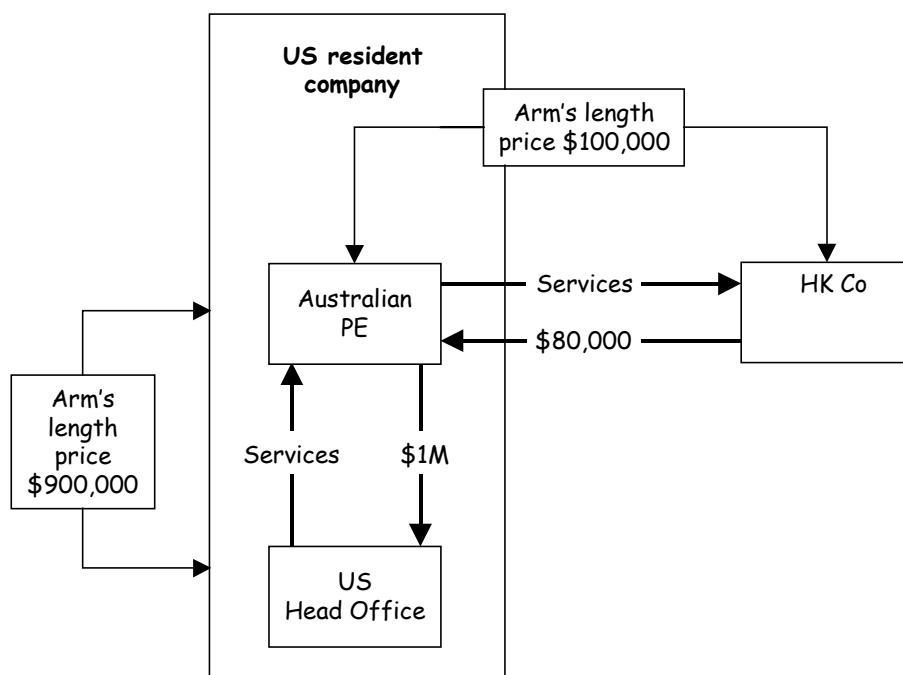 US resident
company
Arm's length
price $100,000
Australian
PE
Services
HK Co
$80,000
Arm's
length
price
$900,000
Services
$1M
US
Head Office